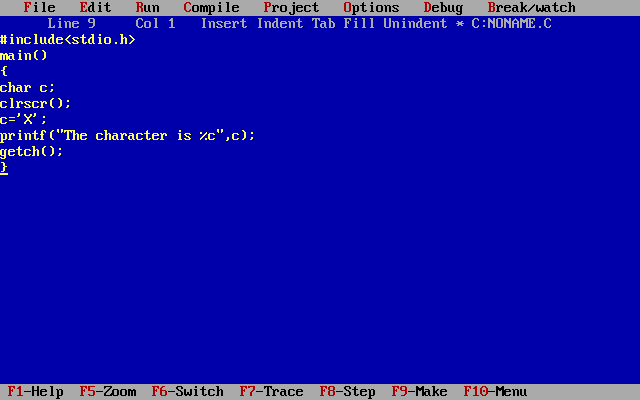 File Edit Run Compile Project Options Debug Break/watch
Line 9 Col 1 Insert Indent Tab Fill Unindent * C:NONAME.C
#include<stdio.h>
main()
{
char c;
clrscr();
c='X';
printf("The character is %c",c);
getch();
}
F1-Help F5-Zoom F6-Switch F7-Trace F8-Step F9-Make F10-Menu